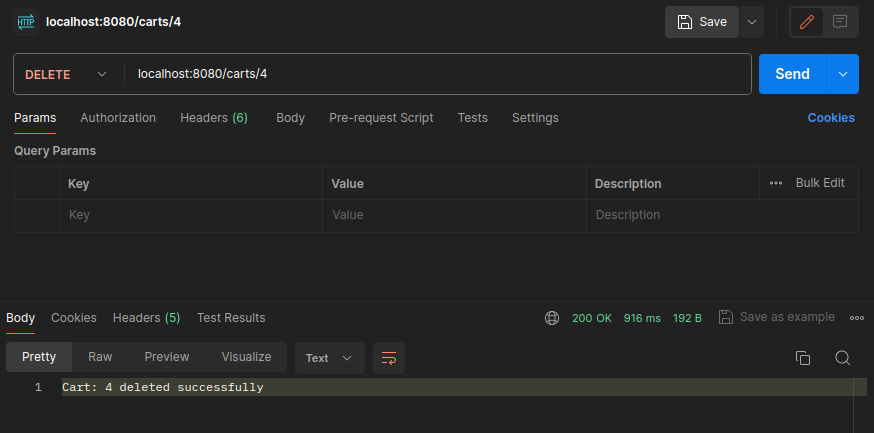 HTTP localhost:8080/carts/4 Save
DELETE localhost:8080/carts/4 Send
Params Authorization Headers (6) Body Pre-request Script Tests Settings Cookies
Query Params
Key Value Description Bulk Edit
Key Value Description
Body Cookies Headers (5) Test Results 200 OK 916 ms 192 B Save as example
Pretty Raw Preview Visualize Text
1 Cart: 4 deleted successfully